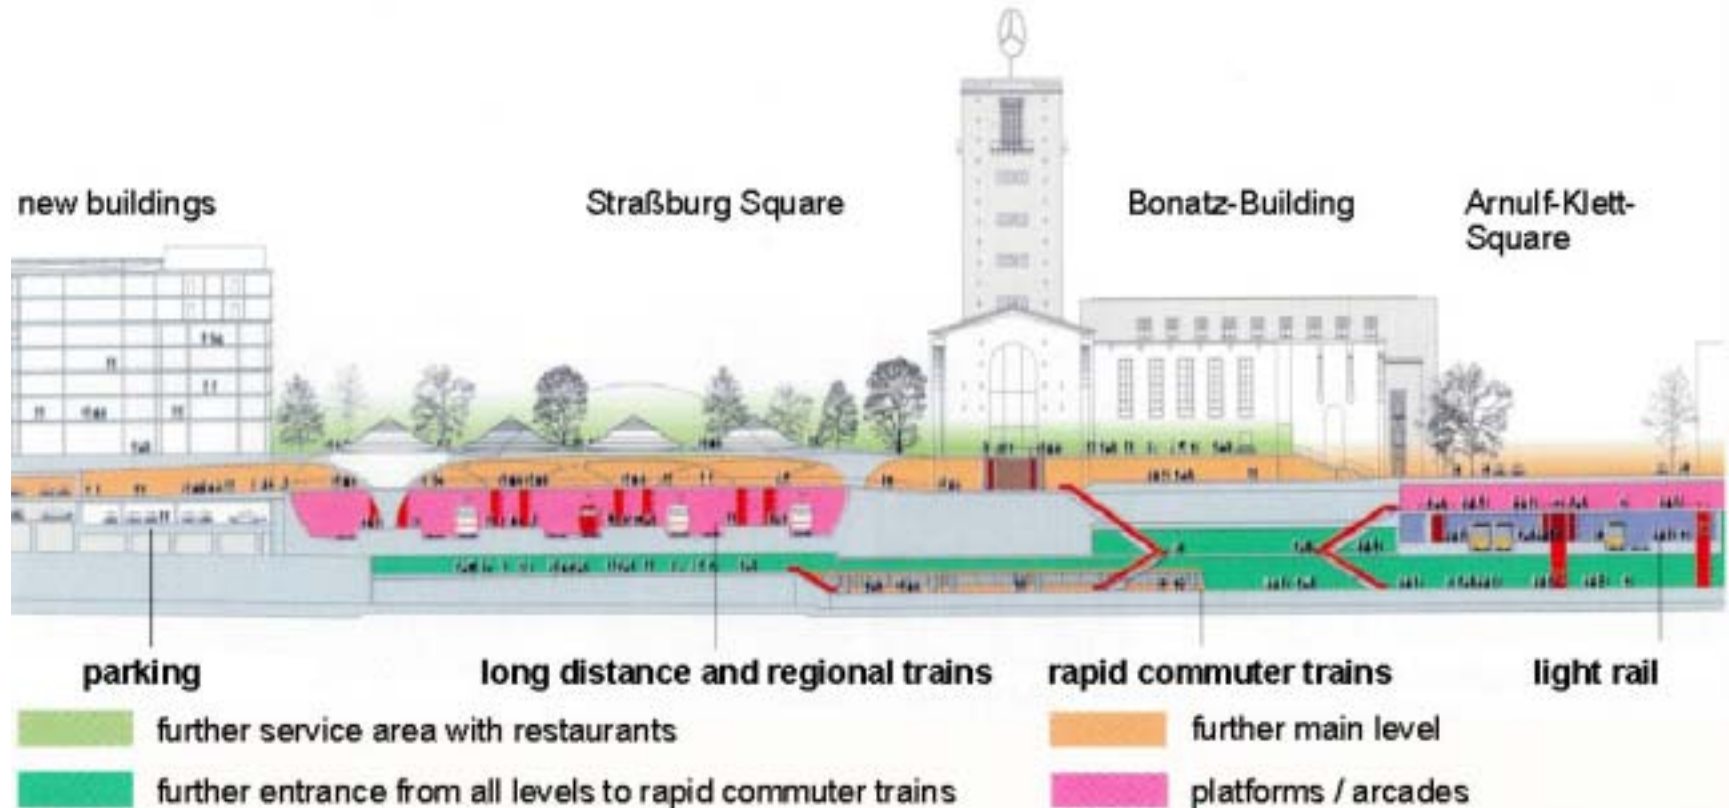 new buildings
Straßburg Square
Bonatz-Building
Arnulf-Klett-
Square
parking
long distance and regional trains
rapid commuter trains
light rail
further service area with restaurants
further main level
further entrance from all levels to rapid commuter trains
platforms / arcades